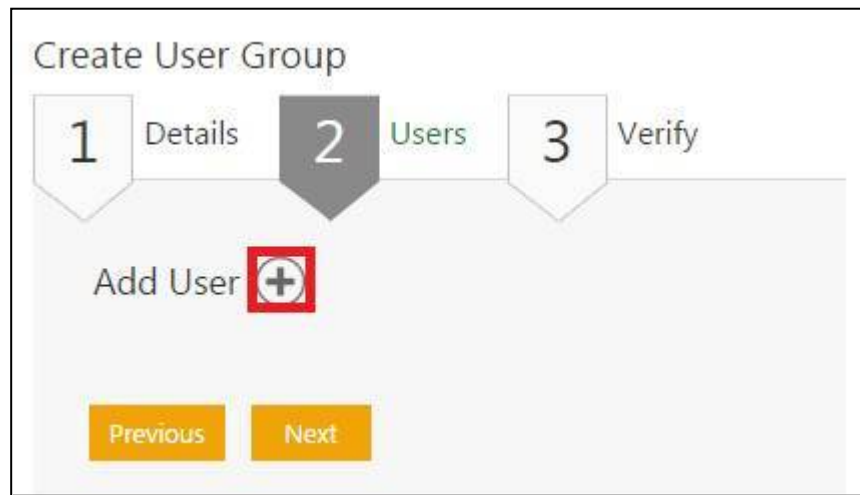 Create User Group
1 Details 2 Users 3 Verify
Add User
Previous Next